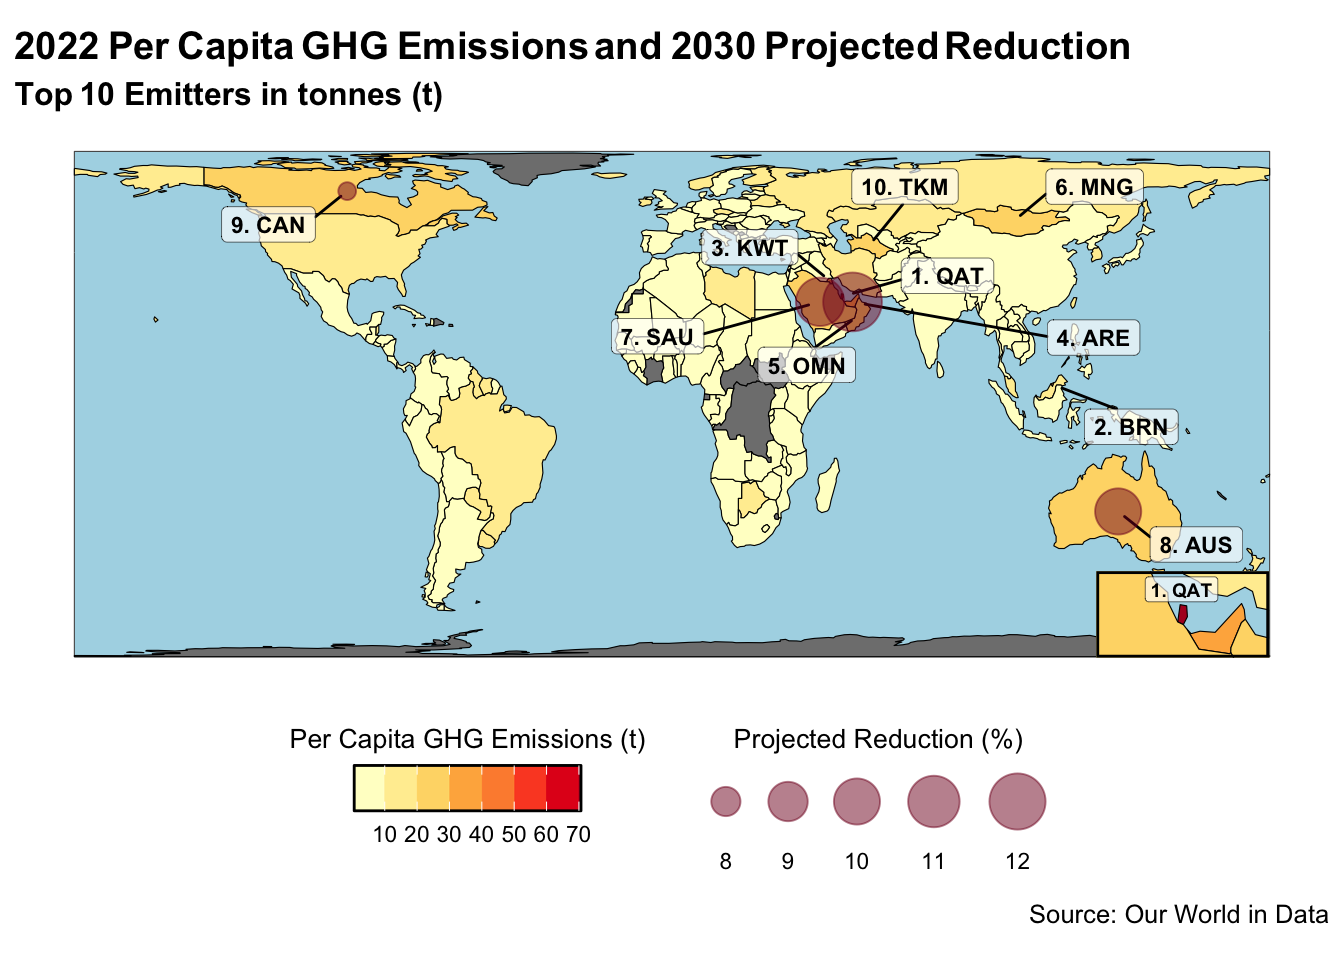 2022 Per Capita GHG Emissions and 2030 Projected Reduction
Top 10 Emitters in tonnes (t)
10. TKM
6. MNG
9. CAN
3. KWT
1. QAT
7. SAU
4. ARE
5. OMN
2. BRN
8. AUS
1. QAT
Per Capita GHG Emissions (t)
10 20 30 40 50 60 70
Projected Reduction (%)
8 9 10 11 12
Source: Our World in Data